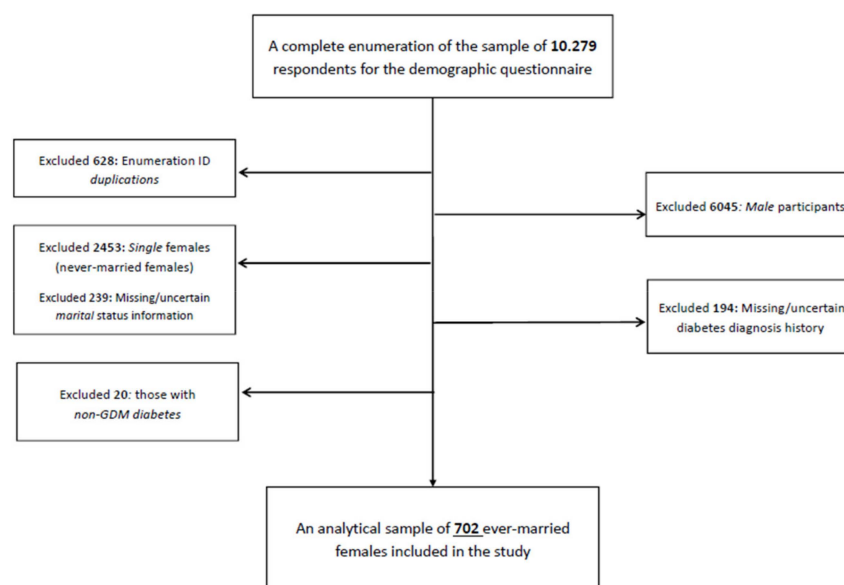 A complete enumeration of the sample of 10.279
respondents for the demographic questionnaire
Excluded 628: Enumeration ID
duplications
Excluded 6045: Male participants
Excluded 2453: Single females
(never-married females)
Excluded 239: Missing/uncertain
marital status information
Excluded 194: Missing/uncertain
diabetes diagnosis history
Excluded 20: those with
non-GDM diabetes
An analytical sample of 702 ever-married
females included in the study